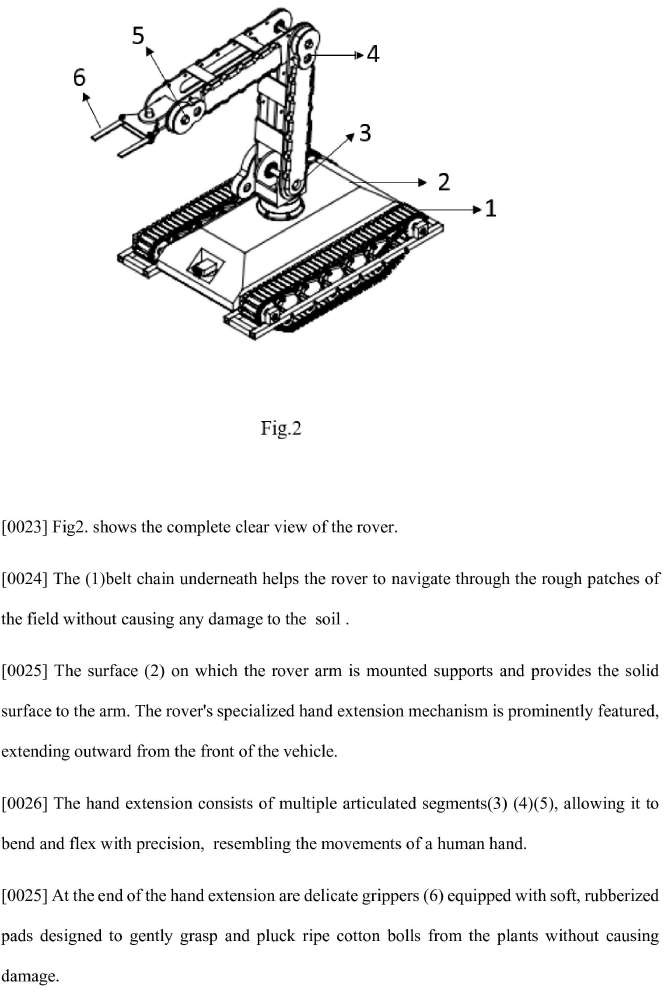 5
4
6
3
2
1
Fig.2
[0023] Fig2. shows the complete clear view of the rover.
[0024] The (1)belt chain underneath helps the rover to navigate through the rough patches of
the field without causing any damage to the  soil .
[0025] The surface (2) on which the rover arm is mounted supports and provides the solid
surface to the arm. The rover's specialized hand extension mechanism is prominently featured,
extending outward from the front of the vehicle.
[0026] The hand extension consists of multiple articulated segments(3) (4)(5), allowing it to
bend and flex with precision,  resembling the movements of a human hand.
[0025] At the end of the hand extension are delicate grippers (6) equipped with soft, rubberized
pads designed to gently grasp and pluck ripe cotton bolls from the plants without causing
damage.